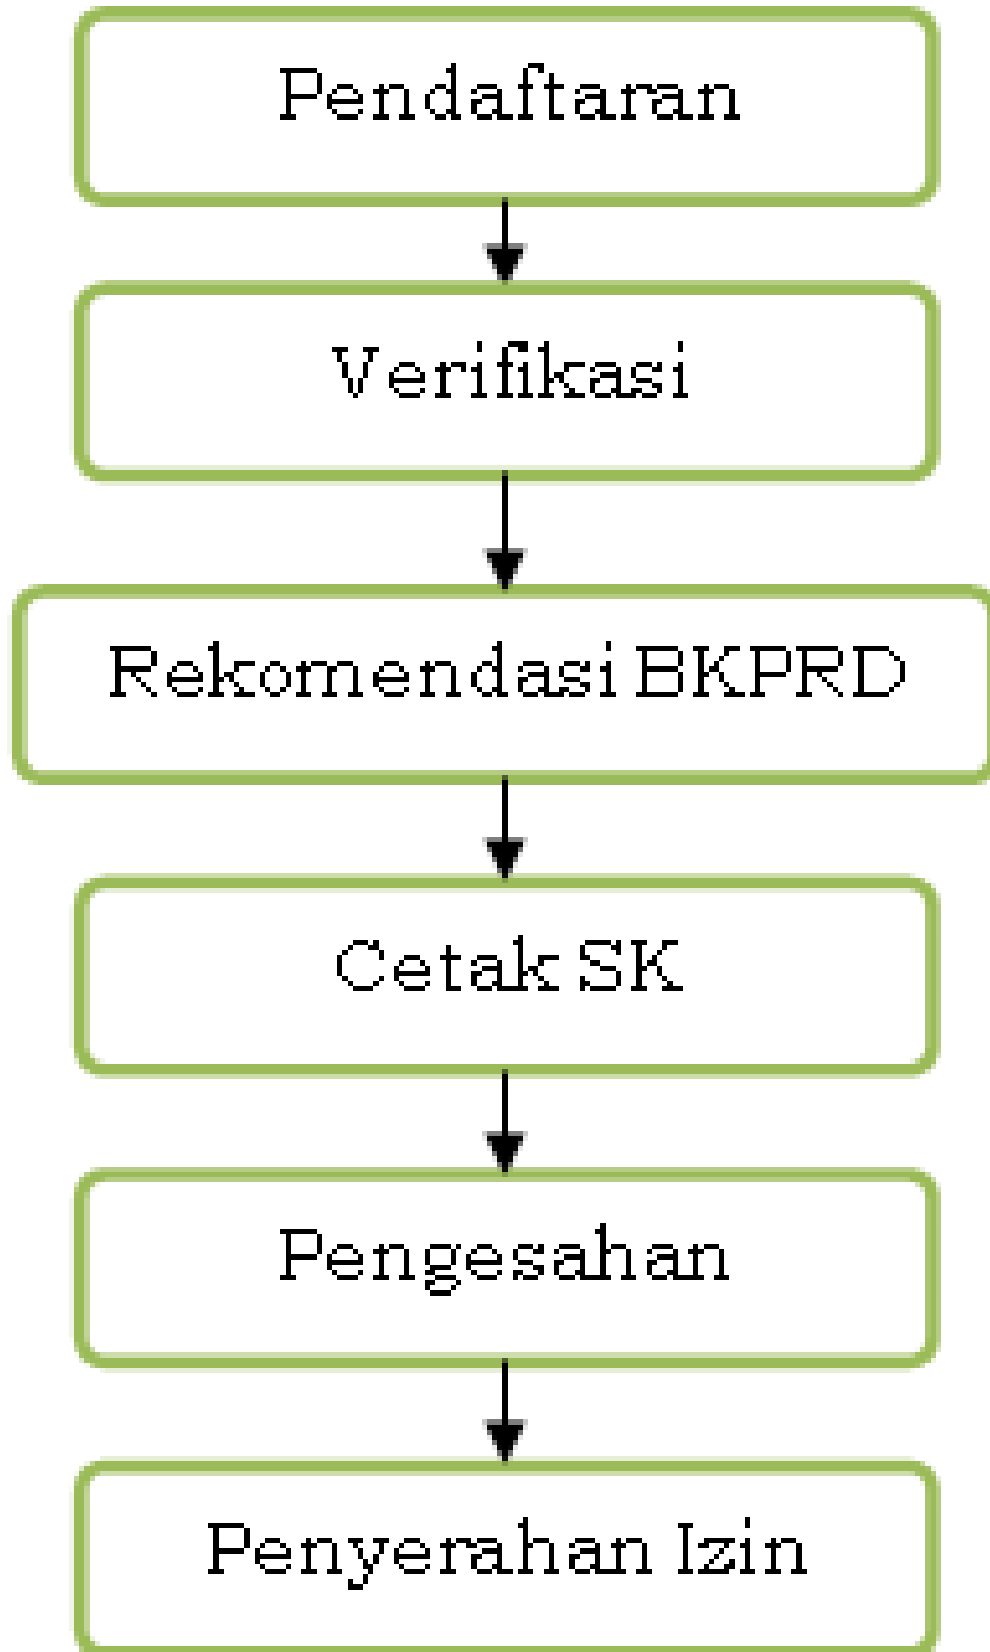 Pendaftaran
Verifikasi
Rekomendasi BKPRD
Cetak SK
Pengesahan
Penyerahan Izin